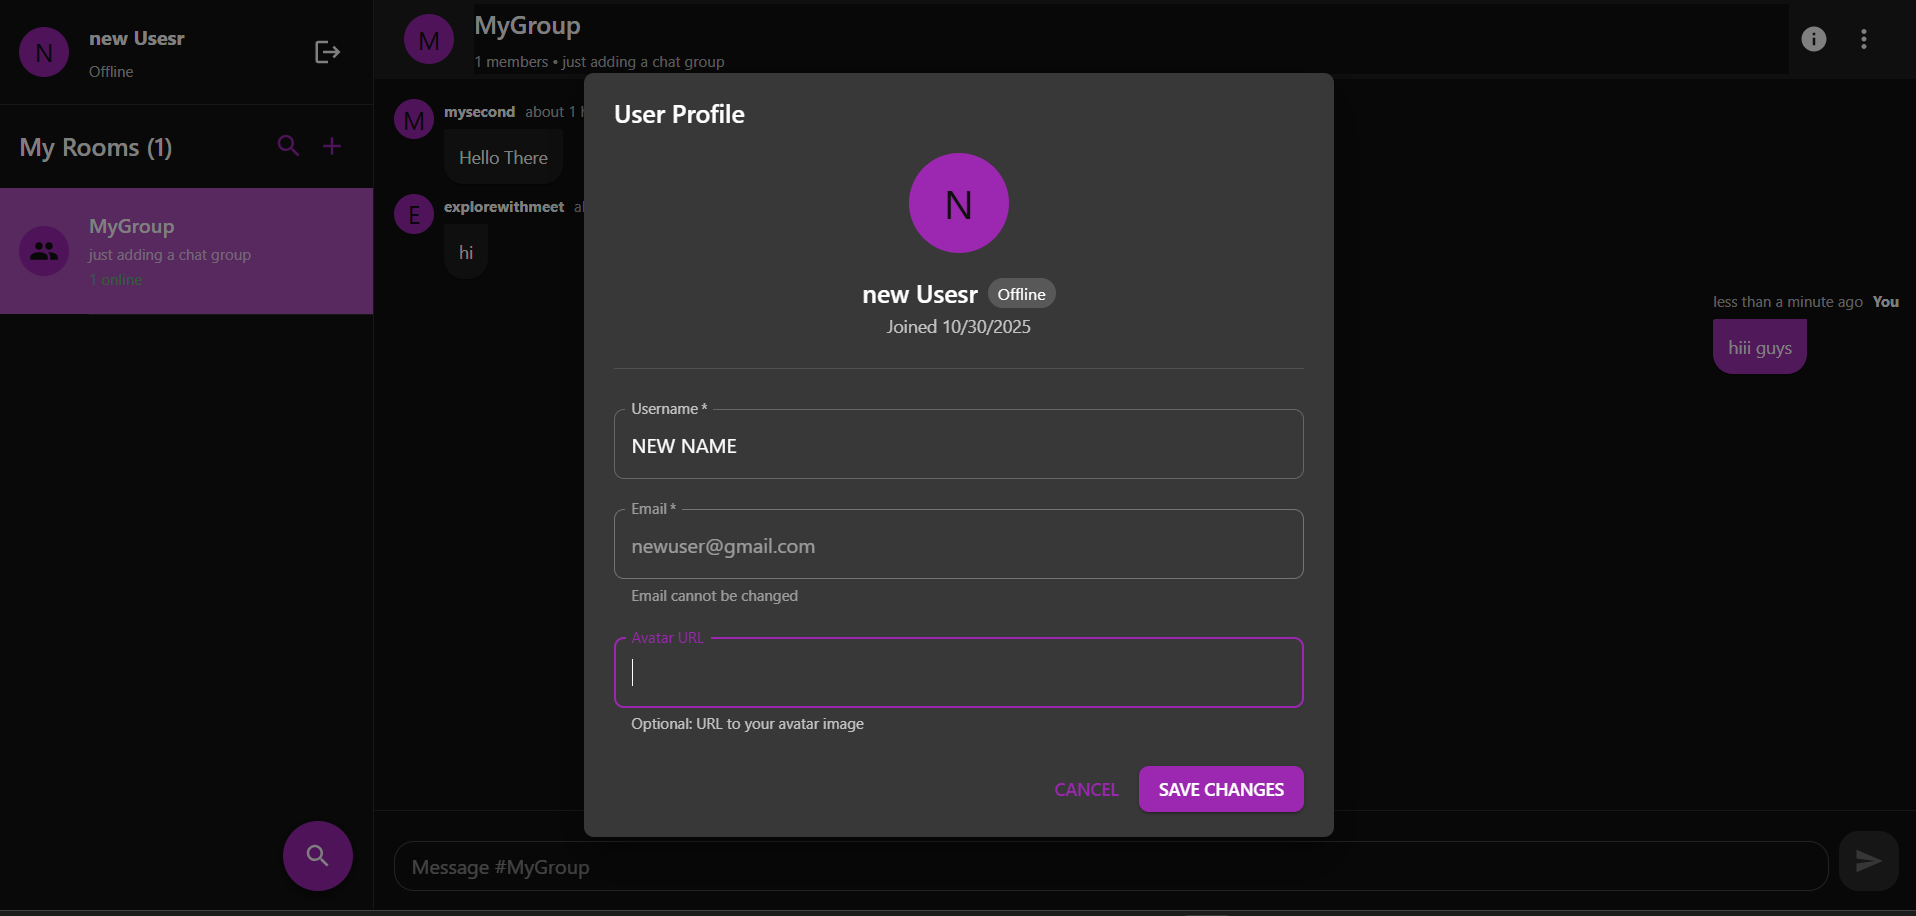 N
new Usesr
Offline
My Rooms (1)
MyGroup
just adding a chat group
1 online
M
MyGroup
1 members • just adding a chat group
M
mysecond about 1 h
Hello There
E
explorewithmeet al
hi
less than a minute ago You
hiii guys
User Profile
N
new Usesr Offline
Joined 10/30/2025
Username *
NEW NAME
Email *
newuser@gmail.com
Email cannot be changed
Avatar URL
Optional: URL to your avatar image
CANCEL SAVE CHANGES
Message #MyGroup